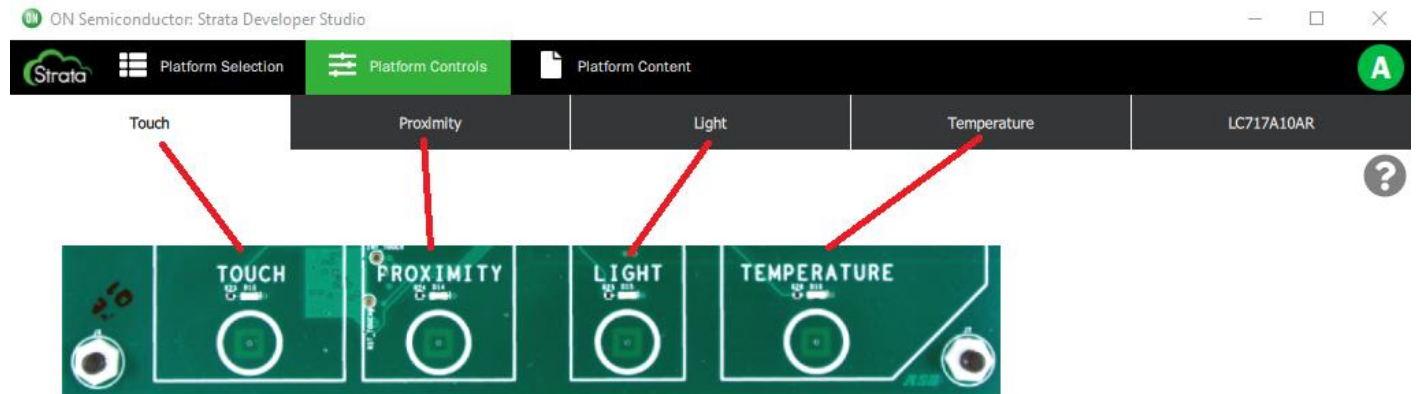 ON Semiconductor: Strata Developer Studio
Strata Platform Selection Platform Controls Platform Content A
Touch Proximity Light Temperature LC717A10AR
?
TOUCH PROXIMITY LIGHT TEMPERATURE